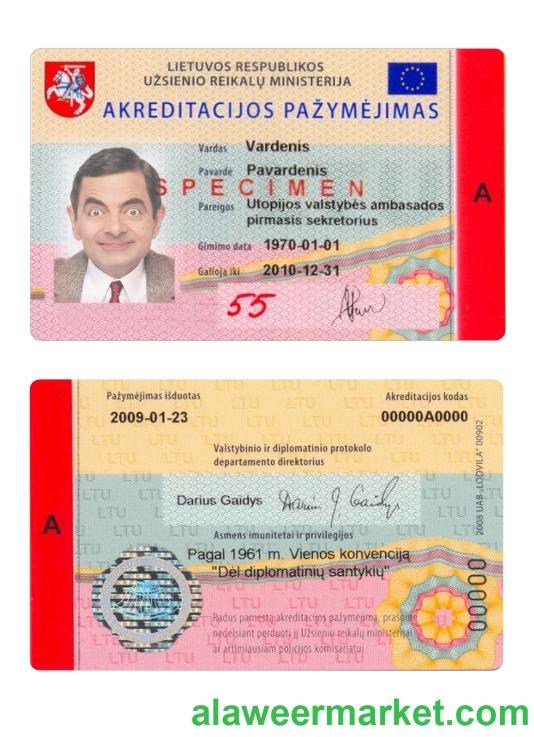 LIETUVOS RESPUBLIKOS
UŽSIENIO REIKALŲ MINISTERIJA
AKREDITACIJOS PAŽYMĖJIMAS
Vardas Vardenis
Pavardė Pavardenis
SPECIMEN
Pareigos Utopijos valstybės ambasados
pirmasis sekretorius
A
Gimimo data 1970-01-01
Galioja iki 2010-12-31
55
Pažymėjimas išduotas
2009-01-23
Akreditacijos kodas
00000A0000
Valstybinio ir diplomatinio protokolo
departamento direktorius
Darius Gaidys
A
Asmens imunitetai ir privilegijos
Pagal 1961 m. Vienos konvenciją
"Dėl diplomatinių santykių"
Radus pamestą akreditacijos pažymėjimą, prašome
nedelsiant perduoti jį Užsienio reikalų ministerijai
ar artimiausiam policijos komisariatui
2008 UAB „LODVILA" 00902
00000
LTU
alaweermarket.com